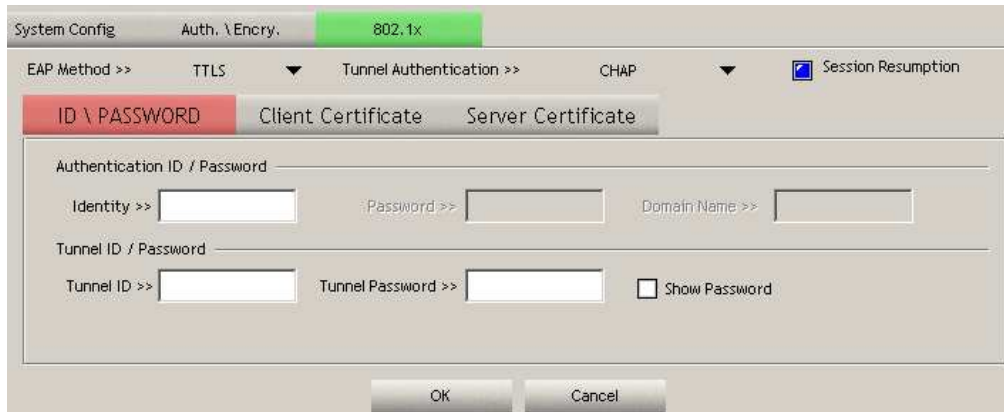 System Config Auth. \ Encry. 802.1x
EAP Method >> TTLS Tunnel Authentication >> CHAP Session Resumption
ID \ PASSWORD Client Certificate Server Certificate
Authentication ID / Password
Identity >> Password >> Domain Name >>
Tunnel ID / Password
Tunnel ID >> Tunnel Password >> Show Password
OK Cancel